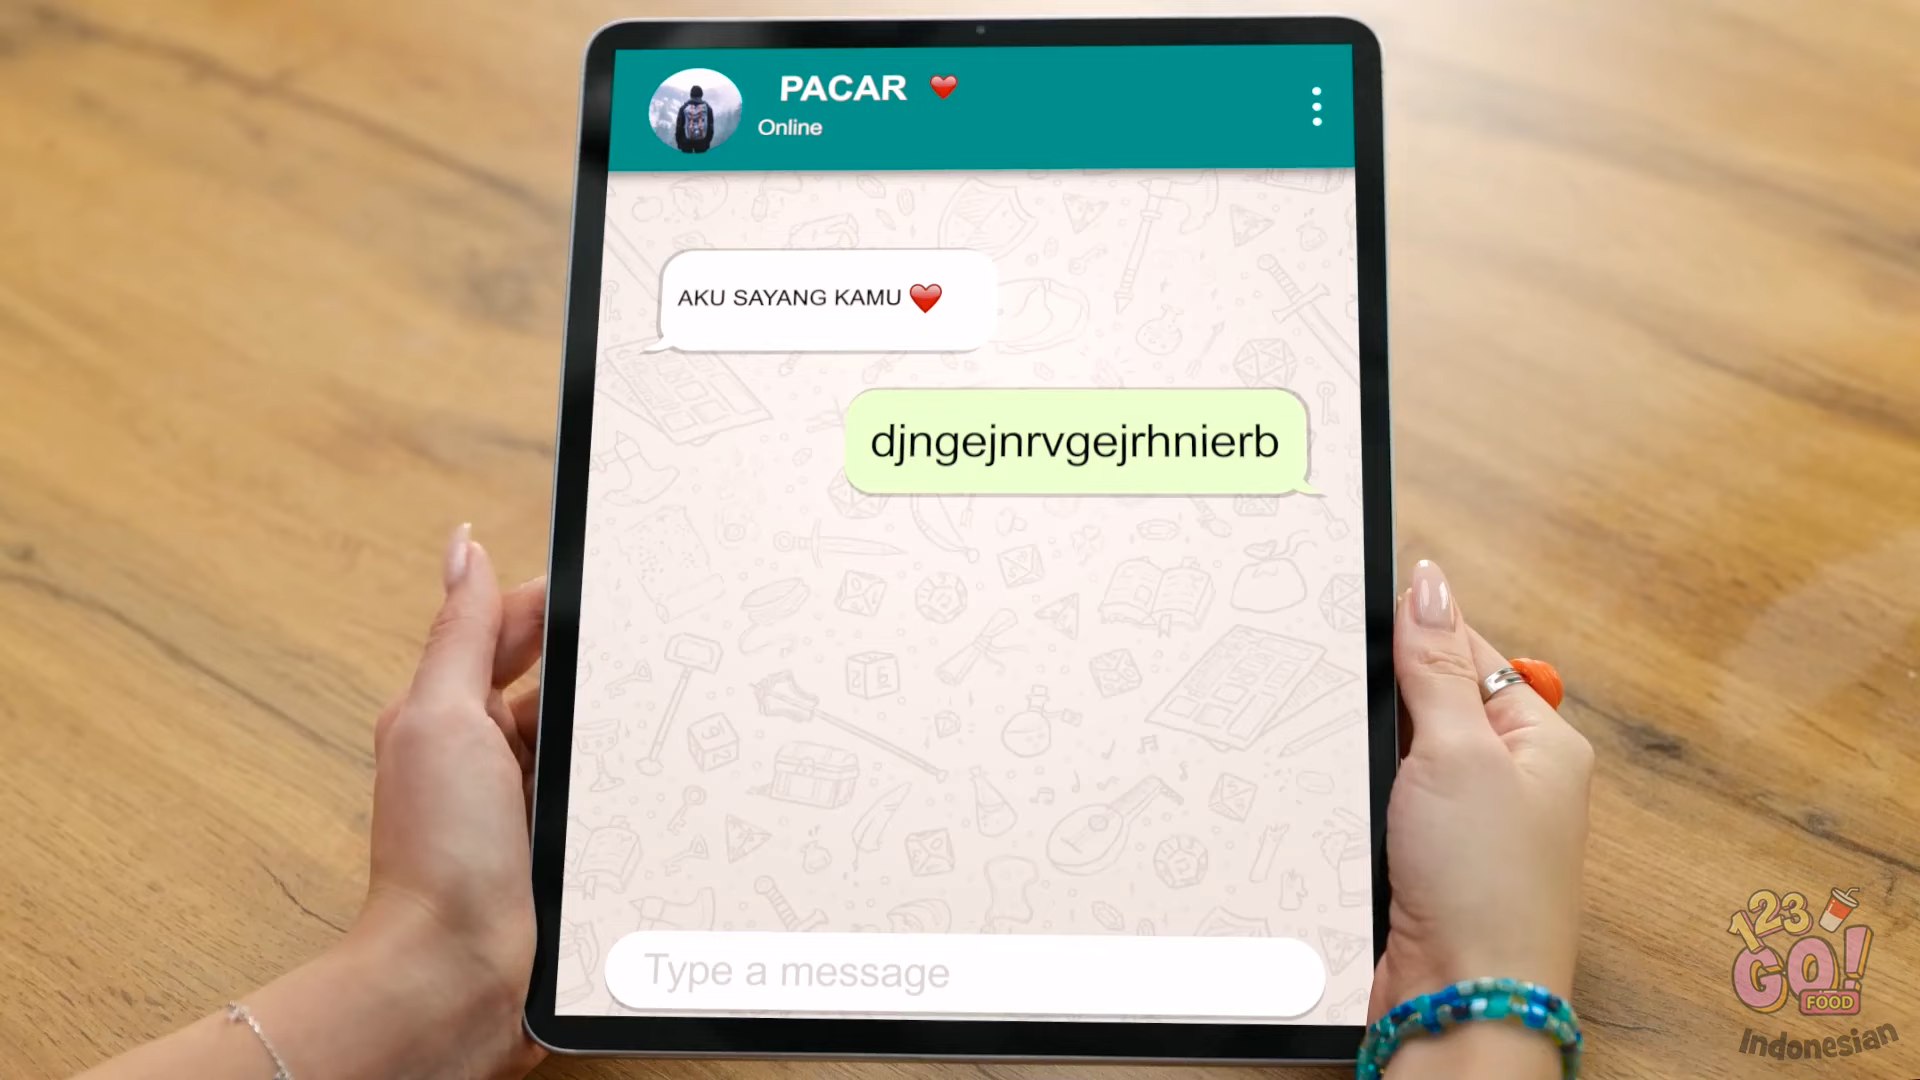 PACAR ❤️
Online
AKU SAYANG KAMU ❤️
djngejnrvgejrhnierb
Type a message
123
GO!
FOOD
Indonesian